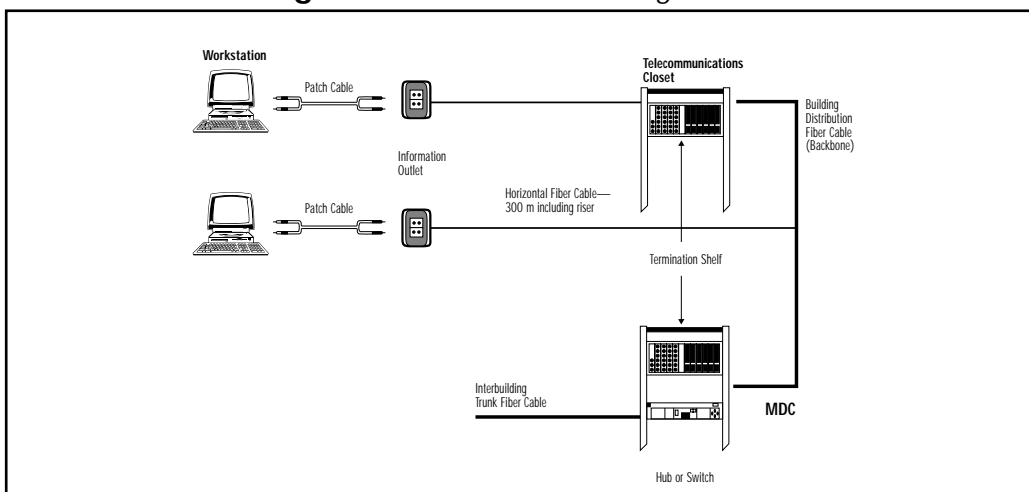 Workstation
Telecommunications
Closet
Patch Cable
Building
Distribution
Fiber Cable
(Backbone)
Information
Outlet
Horizontal Fiber Cable—
300 m including riser
Patch Cable
Termination Shelf
Interbuilding
Trunk Fiber Cable
MDC
Hub or Switch